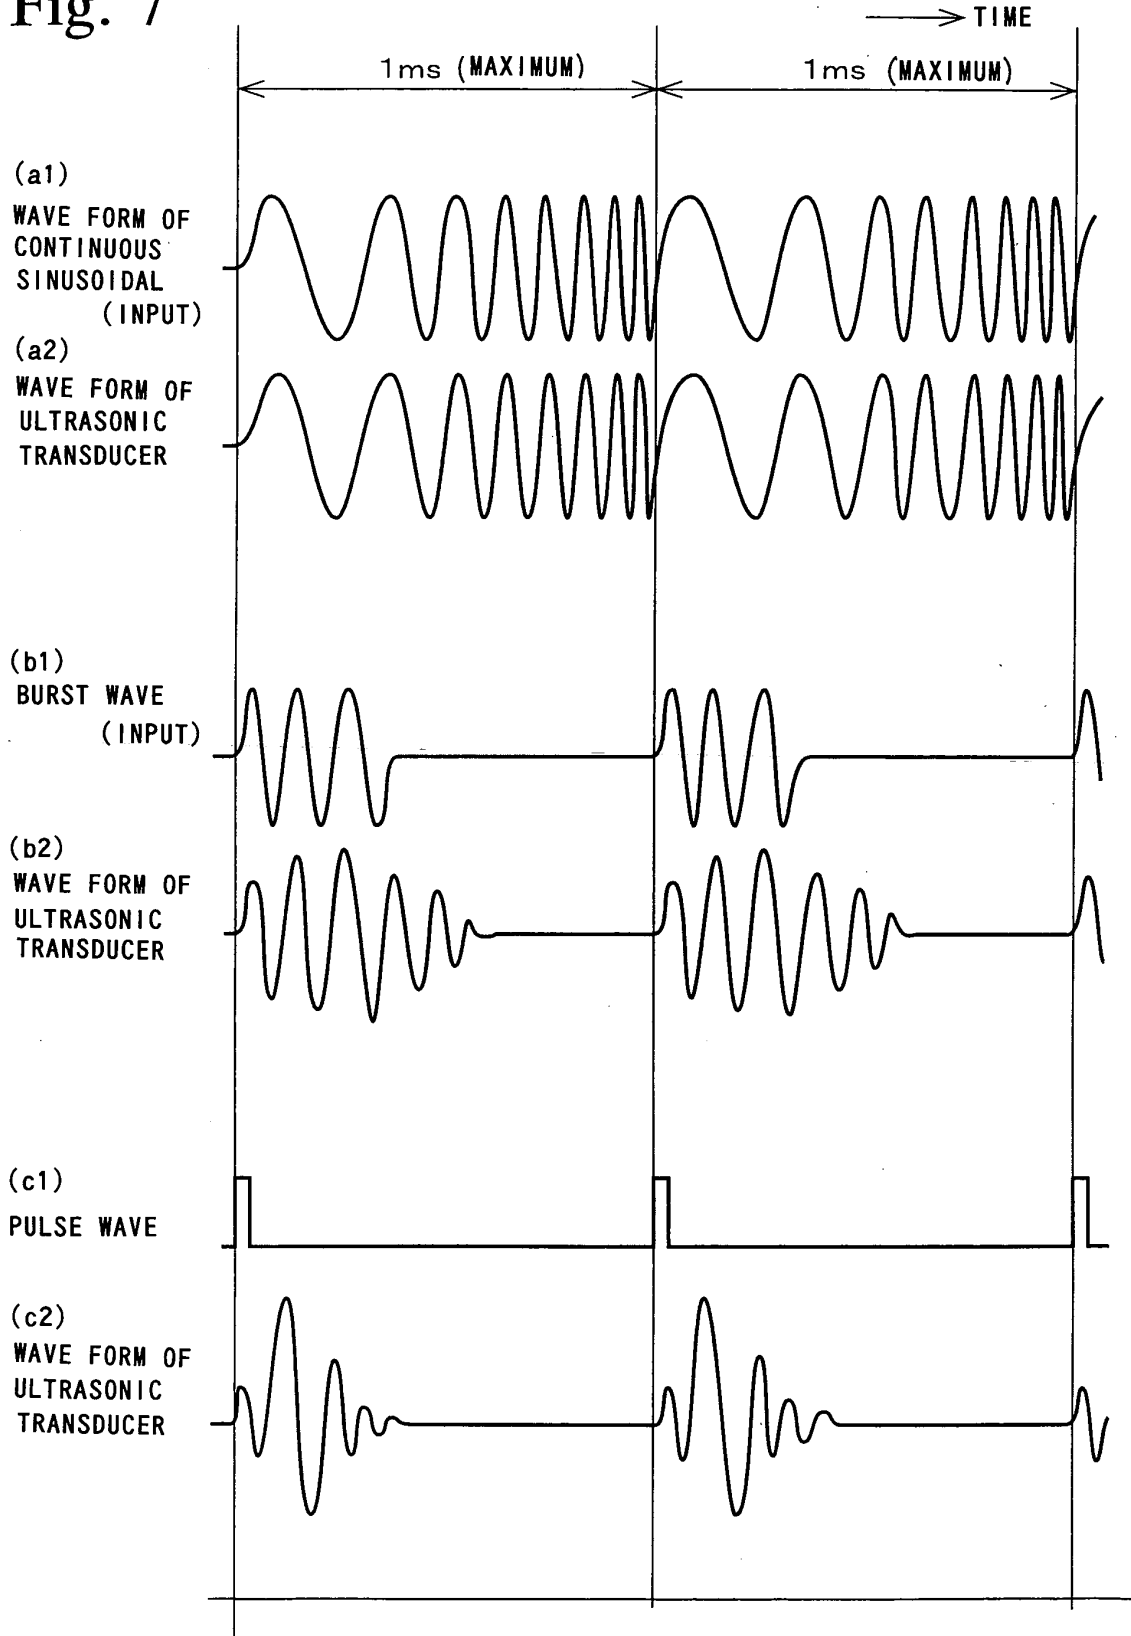 Fig. 7
TIME
1ms (MAXIMUM)
1ms (MAXIMUM)
(a1)
WAVE FORM OF
CONTINUOUS
SINUSOIDAL
(INPUT)
(a2)
WAVE FORM OF
ULTRASONIC
TRANSDUCER
(b1)
BURST WAVE
(INPUT)
(b2)
WAVE FORM OF
ULTRASONIC
TRANSDUCER
(c1)
PULSE WAVE
(c2)
WAVE FORM OF
ULTRASONIC
TRANSDUCER